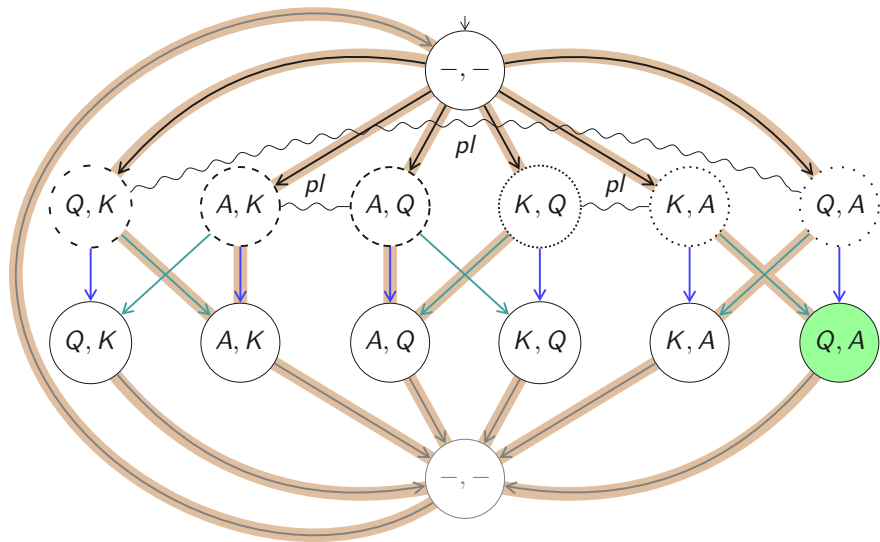 −, −
pl
pl
pl
Q, K
A, K
A, Q
K, Q
K, A
Q, A
Q, K
A, K
A, Q
K, Q
K, A
Q, A
−, −